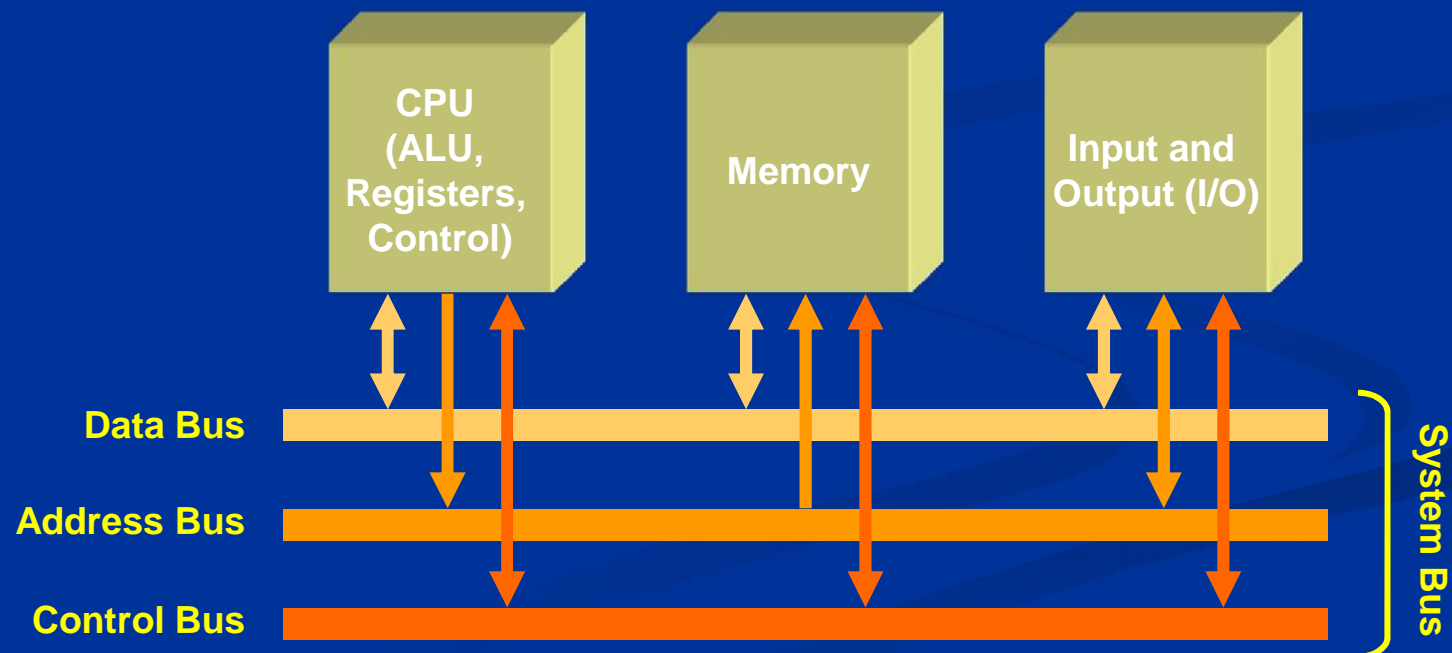 CPU
(ALU,
Registers,
Control)
Memory
Input and
Output (I/O)
Data Bus
Address Bus
Control Bus
System Bus